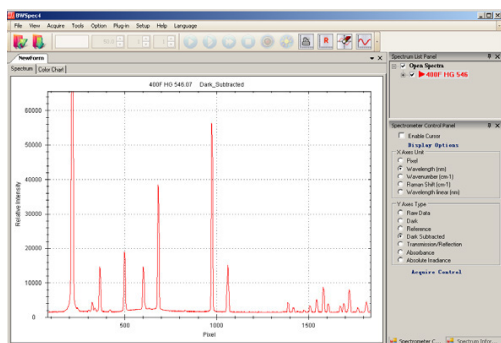 BWSpec4
File View Acquire Tools Option Plug-in Setup Help Language
R
NewForm
Spectrum Color Chart
400F HG 546.07 Dark_Subtracted
Relative Intensity
60000
50000
40000
30000
20000
10000
0
500 1000 1500
Pixel
Spectrum List Panel
Open Spectra
400F HG 546
Spectrometer Control Panel
Enable Cursor
Display Options
X Axes Unit
Pixel
Wavelength (nm)
Wavenumber (cm-1)
Raman Shift (cm-1)
Wavelength linear (nm)
Y Axes Type
Raw Data
Dark
Reference
Dark Subtracted
Transmission/Reflection
Absorbance
Absolute Irradiance
Acquire Control
Spectrometer C... Spectrum Infor...